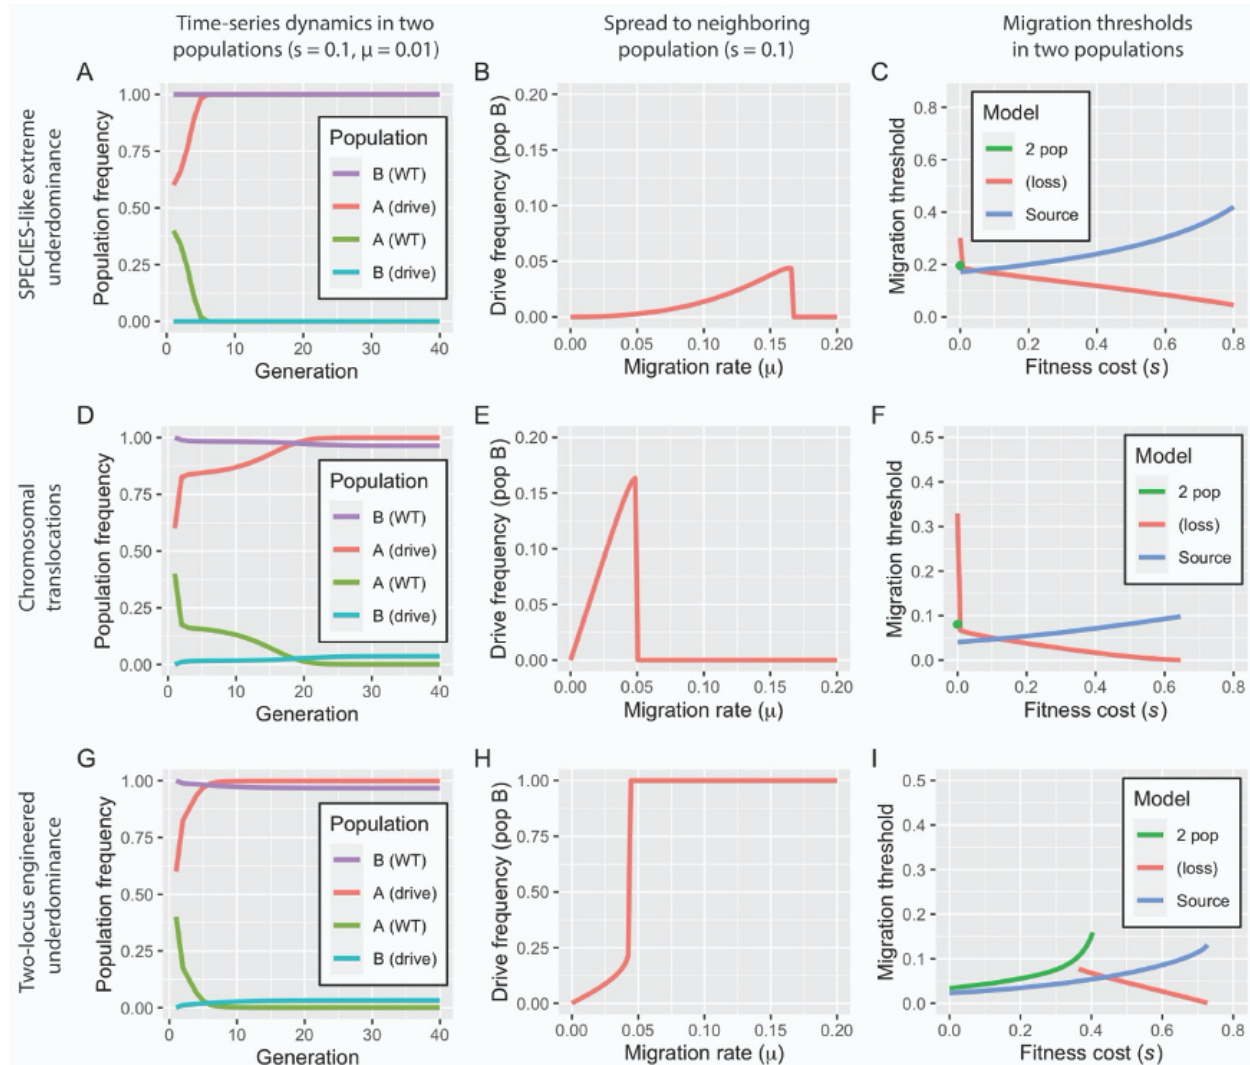 Time-series dynamics in two
populations (s = 0.1, μ = 0.01)
Spread to neighboring
population (s = 0.1)
Migration thresholds
in two populations
SPECIES-like extreme
underdominance
A
Population frequency
1.00
0.75
0.50
0.25
0.00
0
10
20
30
40
Generation
Population
B (WT)
A (drive)
A (WT)
B (drive)
B
Drive frequency (pop B)
0.20
0.15
0.10
0.05
0.00
0.00
0.05
0.10
0.15
0.20
Migration rate (μ)
C
Migration threshold
0.8
0.6
0.4
0.2
0.0
0.0
0.2
0.4
0.6
0.8
Fitness cost (s)
Model
2 pop
(loss)
Source
Chromosomal
translocations
D
Population frequency
1.00
0.75
0.50
0.25
0.00
0
10
20
30
40
Generation
Population
B (WT)
A (drive)
A (WT)
B (drive)
E
Drive frequency (pop B)
0.20
0.15
0.10
0.05
0.00
0.00
0.05
0.10
0.15
0.20
Migration rate (μ)
F
Migration threshold
0.5
0.4
0.3
0.2
0.1
0.0
0.0
0.2
0.4
0.6
0.8
Fitness cost (s)
Model
2 pop
(loss)
Source
Two-locus engineered
underdominance
G
Population frequency
1.00
0.75
0.50
0.25
0.00
0
10
20
30
40
Generation
Population
B (WT)
A (drive)
A (WT)
B (drive)
H
Drive frequency (pop B)
1.00
0.75
0.50
0.25
0.00
0.00
0.05
0.10
0.15
0.20
Migration rate (μ)
I
Migration threshold
0.5
0.4
0.3
0.2
0.1
0.0
0.0
0.2
0.4
0.6
0.8
Fitness cost (s)
Model
2 pop
(loss)
Source